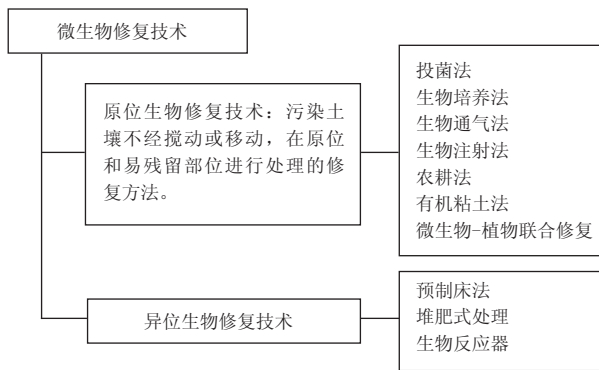 微生物修复技术
原位生物修复技术：污染土
壤不经搅动或移动，在原位
和易残留部位进行处理的修
复方法。
投菌法
生物培养法
生物通气法
生物注射法
农耕法
有机粘土法
微生物–植物联合修复
异位生物修复技术
预制床法
堆肥式处理
生物反应器